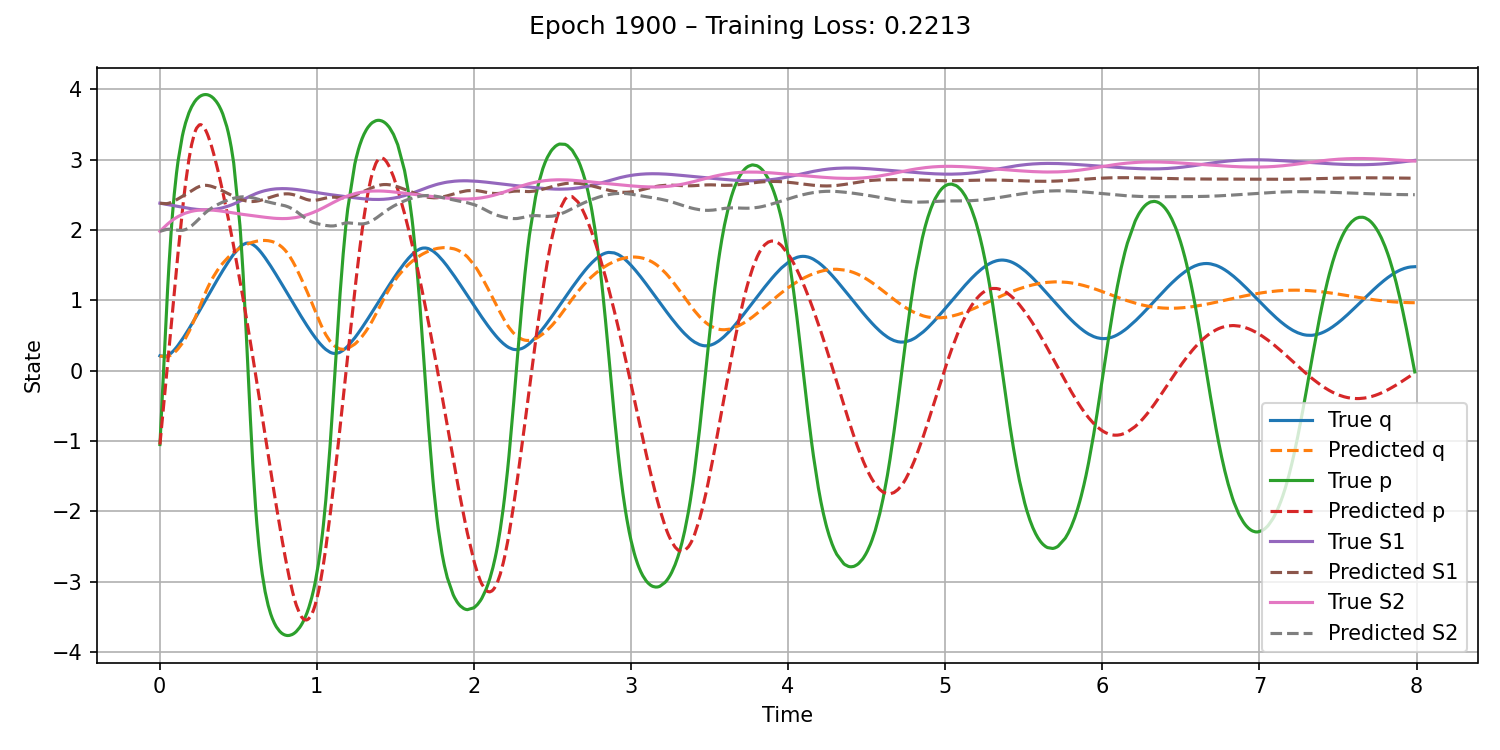 Epoch 1900 – Training Loss: 0.2213
4
3
2
1
0
−1
−2
−3
−4
State
0 1 2 3 4 5 6 7 8
Time
True q
Predicted q
True p
Predicted p
True S1
Predicted S1
True S2
Predicted S2